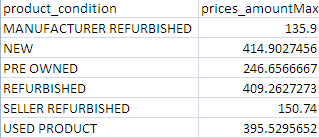 product_condition prices_amountMax
MANUFACTURER REFURBISHED 135.9
NEW 414.9027456
PRE OWNED 246.6566667
REFURBISHED 409.2627273
SELLER REFURBISHED 150.74
USED PRODUCT 395.5295652